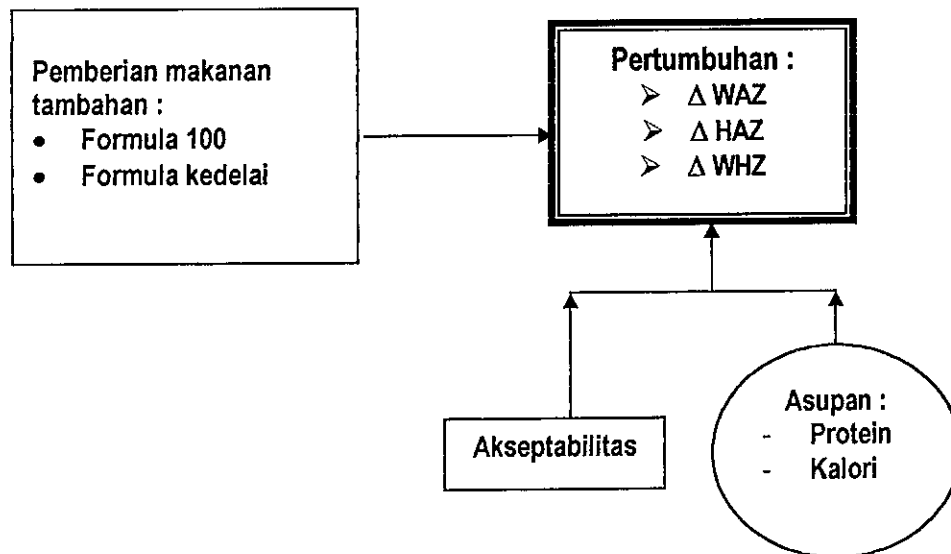 Pemberian makanan
tambahan :
• Formula 100
• Formula kedelai
Pertumbuhan :
➢ Δ WAZ
➢ Δ HAZ
➢ Δ WHZ
Akseptabilitas
Asupan :
- Protein
- Kalori